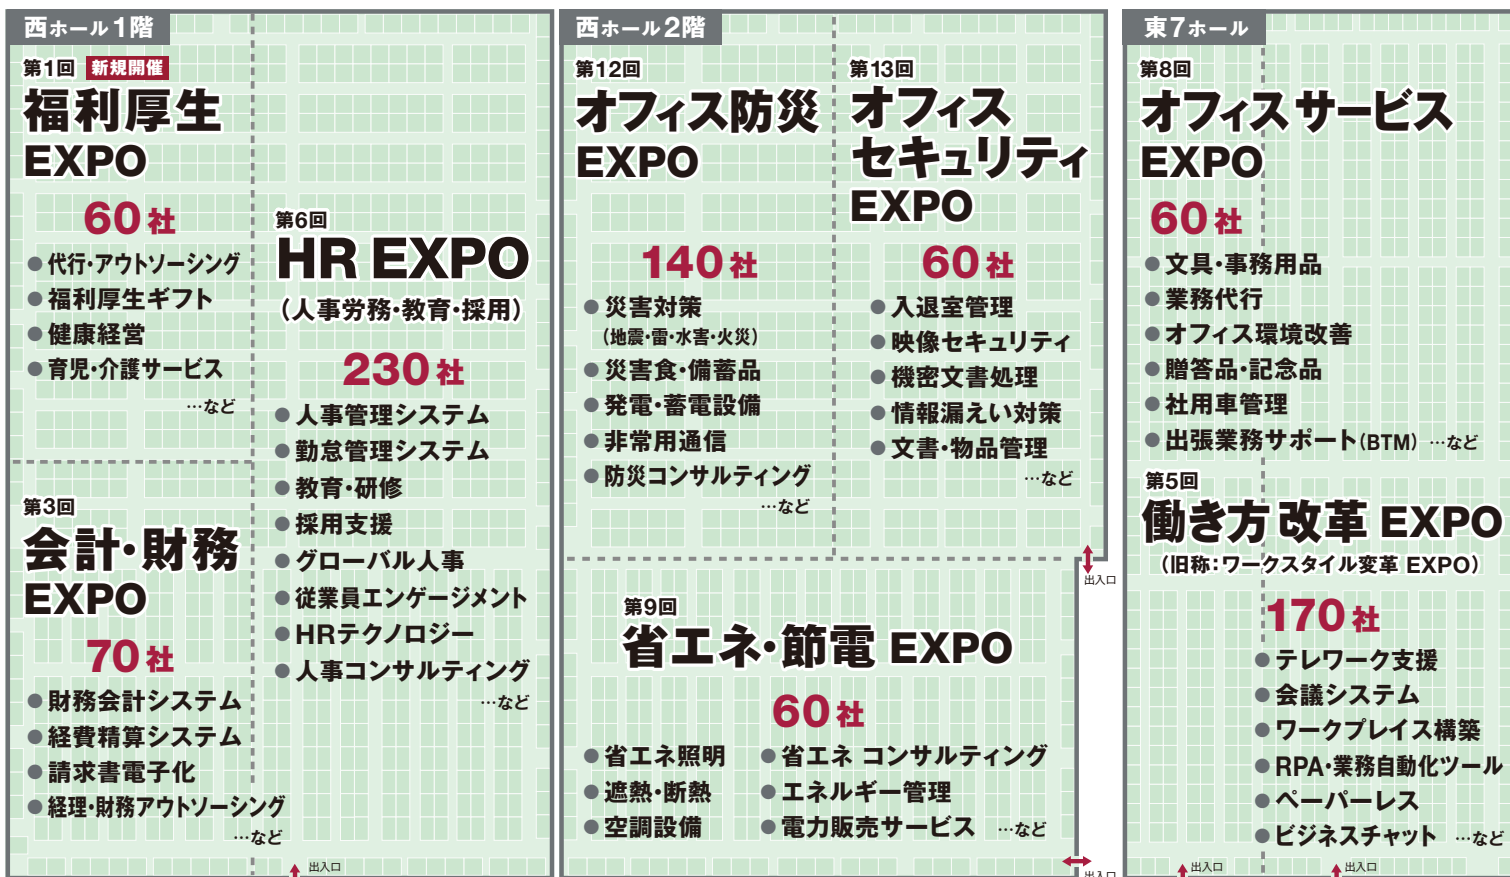 西ホール1階
第1回 新規開催
福利厚生
EXPO
60社
●代行・アウトソーシング
●福利厚生ギフト
●健康経営
●育児・介護サービス
…など
第6回
HR EXPO
（人事労務・教育・採用）
230社
●人事管理システム
●勤怠管理システム
●教育・研修
●採用支援
●グローバル人事
●従業員エンゲージメント
●HRテクノロジー
●人事コンサルティング
…など
第3回
会計・財務
EXPO
70社
●財務会計システム
●経費精算システム
●請求書電子化
●経理・財務アウトソーシング
…など
出入口
西ホール2階
第12回
オフィス防災
EXPO
140社
●災害対策
（地震・雷・水害・火災）
●災害食・備蓄品
●発電・蓄電設備
●非常用通信
●防災コンサルティング
…など
第13回
オフィス
セキュリティ
EXPO
60社
●入退室管理
●映像セキュリティ
●機密文書処理
●情報漏えい対策
●文書・物品管理
…など
出入口
第9回
省エネ・節電 EXPO
60社
●省エネ照明
●遮熱・断熱
●空調設備
●省エネ コンサルティング
●エネルギー管理
●電力販売サービス …など
出入口
東7ホール
第8回
オフィス サービス
EXPO
60社
●文具・事務用品
●業務代行
●オフィス環境改善
●贈答品・記念品
●社用車管理
●出張業務サポート（BTM） …など
第5回
働き方 改革 EXPO
（旧称：ワークスタイル変革 EXPO）
170社
●テレワーク支援
●会議システム
●ワークプレイス構築
●RPA・業務自動化ツール
●ペーパーレス
●ビジネスチャット …など
出入口
出入口